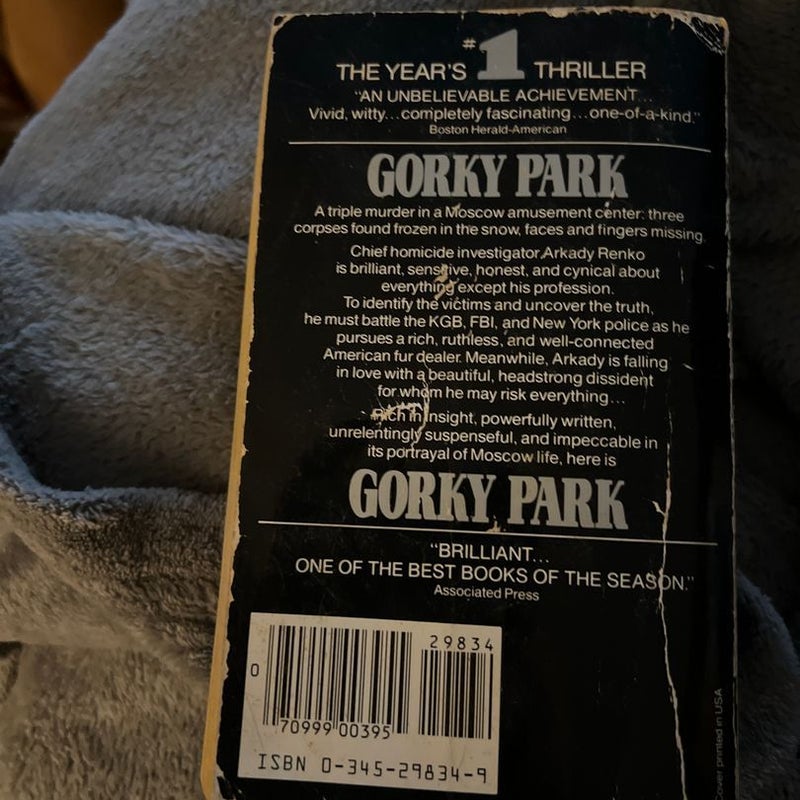 #1
THE YEAR'S THRILLER
"AN UNBELIEVABLE ACHIEVEMENT...
Vivid, witty...completely fascinating...one-of-a-kind."
Boston Herald-American
GORKY PARK
A triple murder in a Moscow amusement center: three
corpses found frozen in the snow, faces and fingers missing.
Chief homicide investigator Arkady Renko
is brilliant, sensitive, honest, and cynical about
everything except his profession.
To identify the victims and uncover the truth,
he must battle the KGB, FBI, and New York police as he
pursues a rich, ruthless, and well-connected
American fur dealer. Meanwhile, Arkady is falling
in love with a beautiful, headstrong dissident
for whom he may risk everything...
Rich in insight, powerfully written,
unrelentingly suspenseful, and impeccable in
its portrayal of Moscow life, here is
GORKY PARK
"BRILLIANT...
ONE OF THE BEST BOOKS OF THE SEASON."
Associated Press
29834
0
70999 00395
ISBN 0-345-29834-9
Cover printed in USA